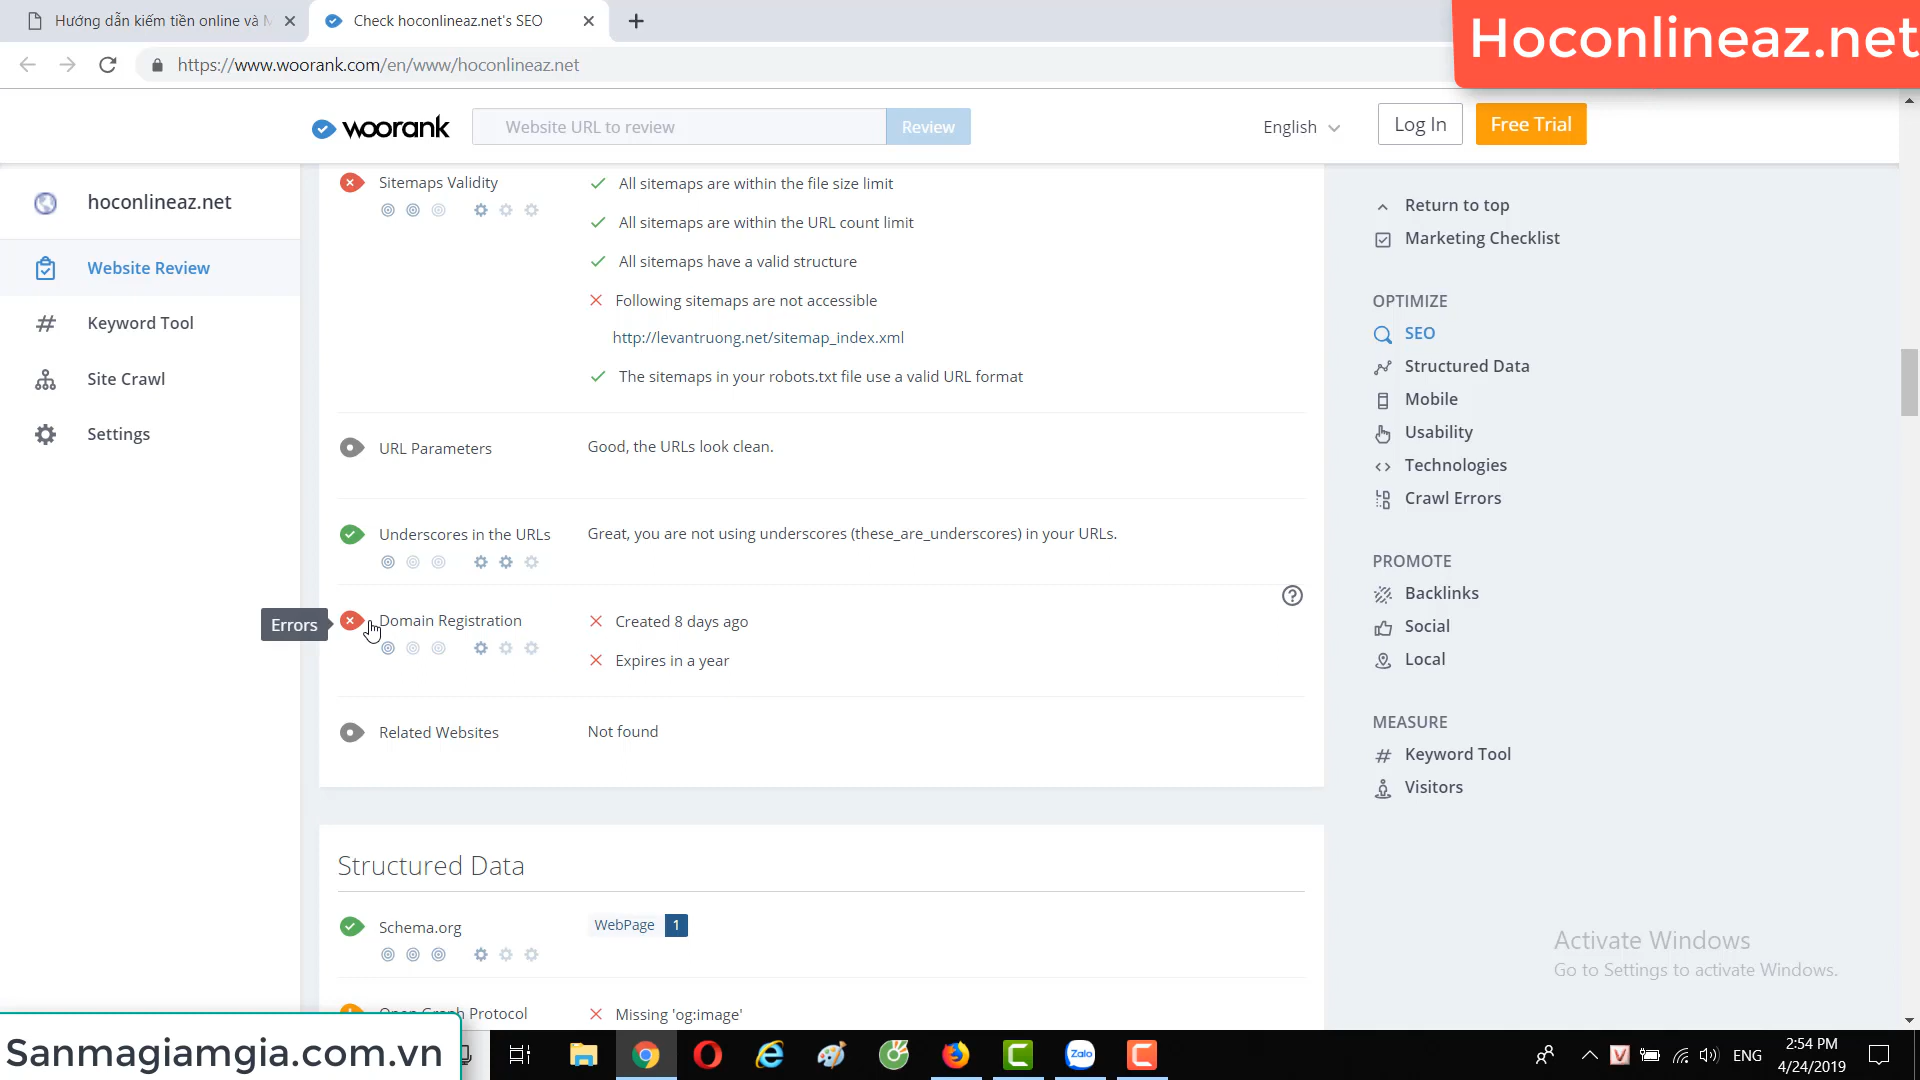 Hướng dẫn kiếm tiền online và M
Check hoconlineaz.net's SEO
Hoconlineaz.net
https://www.woorank.com/en/www/hoconlineaz.net
woorank
Website URL to review
Review
English
Log In
Free Trial
hoconlineaz.net
Website Review
Keyword Tool
Site Crawl
Settings
Sitemaps Validity
All sitemaps are within the file size limit
All sitemaps are within the URL count limit
All sitemaps have a valid structure
Following sitemaps are not accessible
http://levantruong.net/sitemap_index.xml
The sitemaps in your robots.txt file use a valid URL format
URL Parameters
Good, the URLs look clean.
Underscores in the URLs
Great, you are not using underscores (these_are_underscores) in your URLs.
Errors
Domain Registration
Created 8 days ago
Expires in a year
Related Websites
Not found
Structured Data
Schema.org
WebPage 1
Open Graph Protocol
Missing 'og:image'
Return to top
Marketing Checklist
OPTIMIZE
SEO
Structured Data
Mobile
Usability
Technologies
Crawl Errors
PROMOTE
Backlinks
Social
Local
MEASURE
Keyword Tool
Visitors
Activate Windows
Go to Settings to activate Windows.
Sanmagiamgia.com.vn
Zalo
V
ENG
2:54 PM
4/24/2019